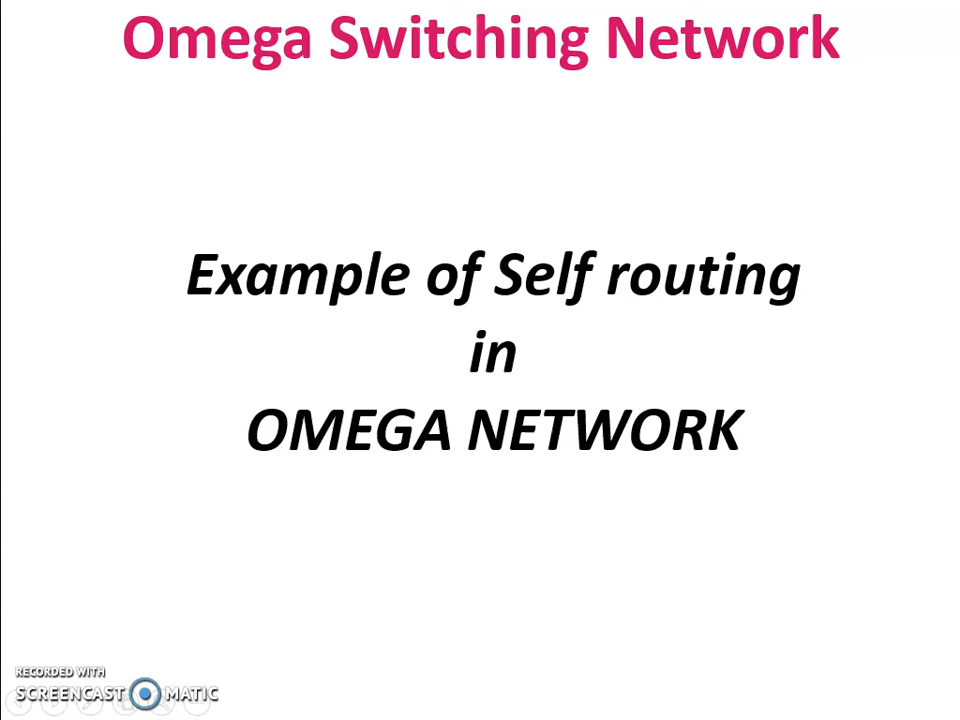 Omega Switching Network
Example of Self routing
in
OMEGA NETWORK
RECORDED WITH
SCREENCAST MATIC